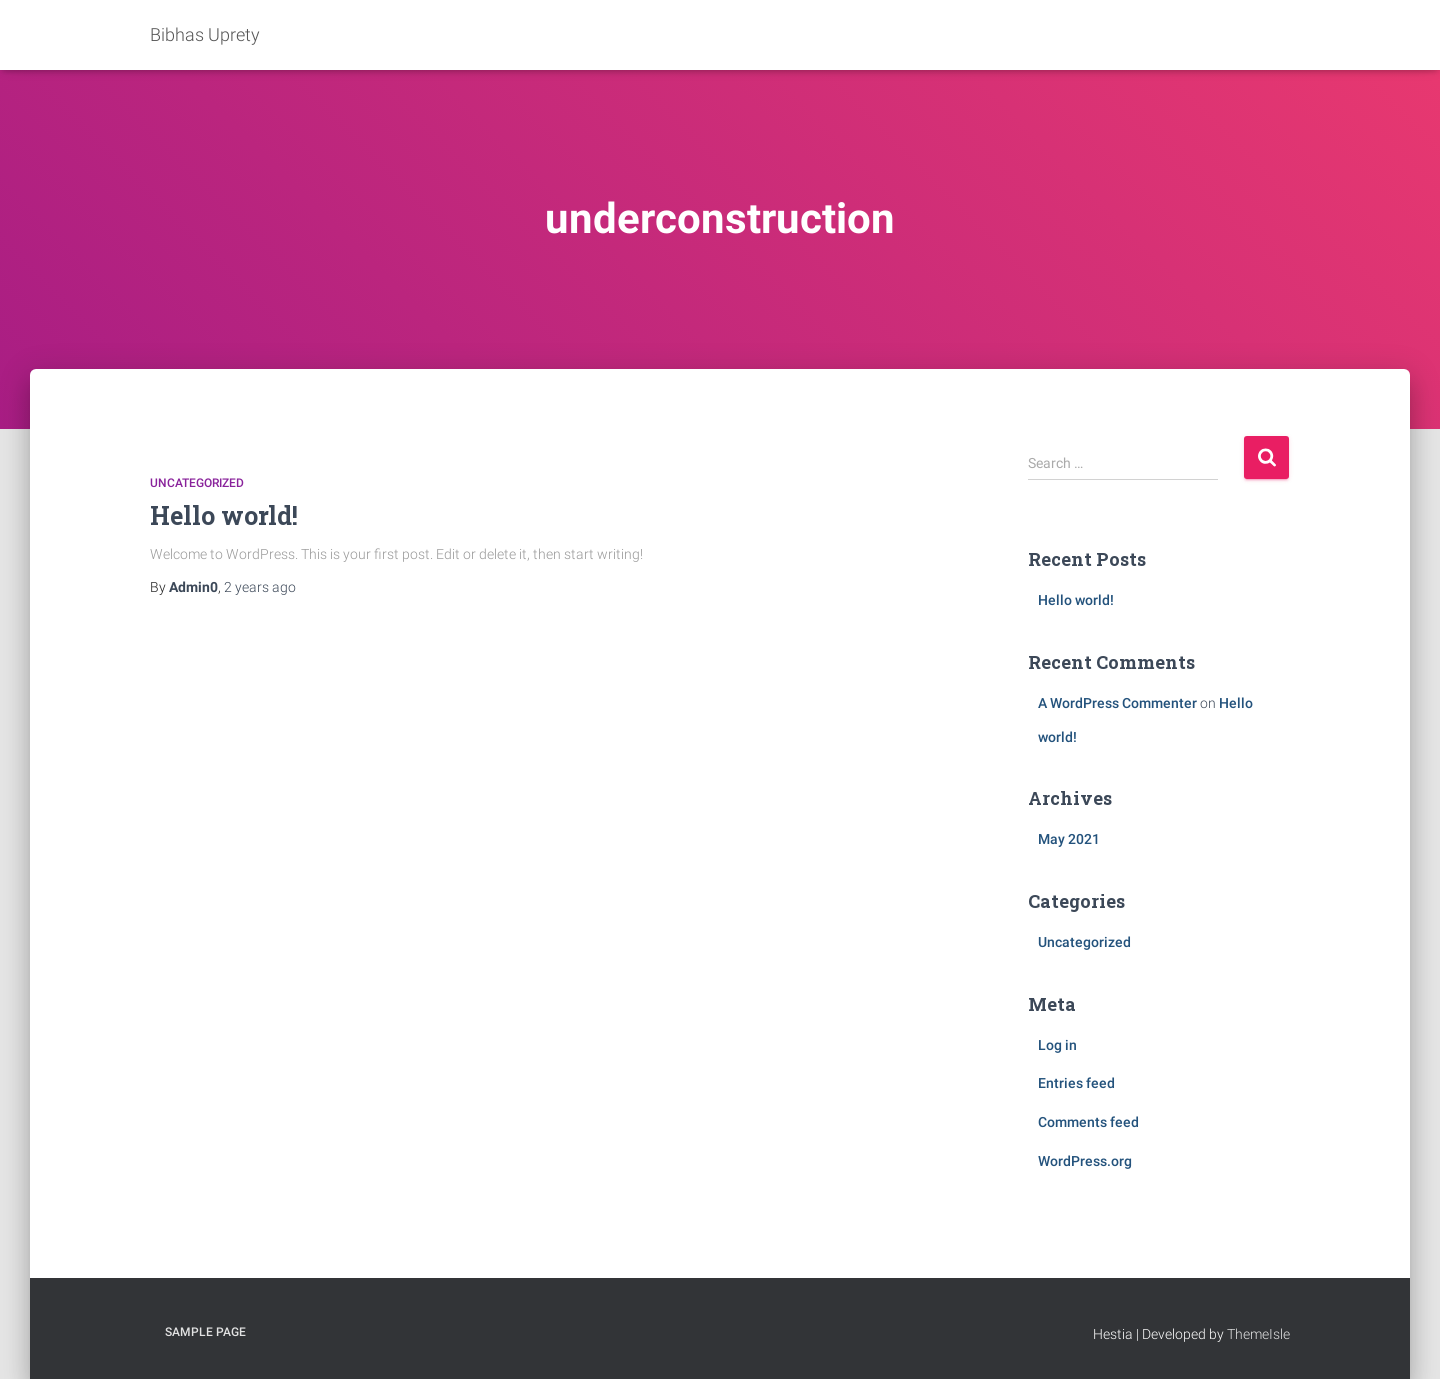 Bibhas Uprety
underconstruction
UNCATEGORIZED
Hello world!
Welcome to WordPress. This is your first post. Edit or delete it, then start writing!
By Admin0, 2 years ago
Search …
Recent Posts
Hello world!
Recent Comments
A WordPress Commenter on Hello
world!
Archives
May 2021
Categories
Uncategorized
Meta
Log in
Entries feed
Comments feed
WordPress.org
SAMPLE PAGE
Hestia | Developed by ThemeIsle